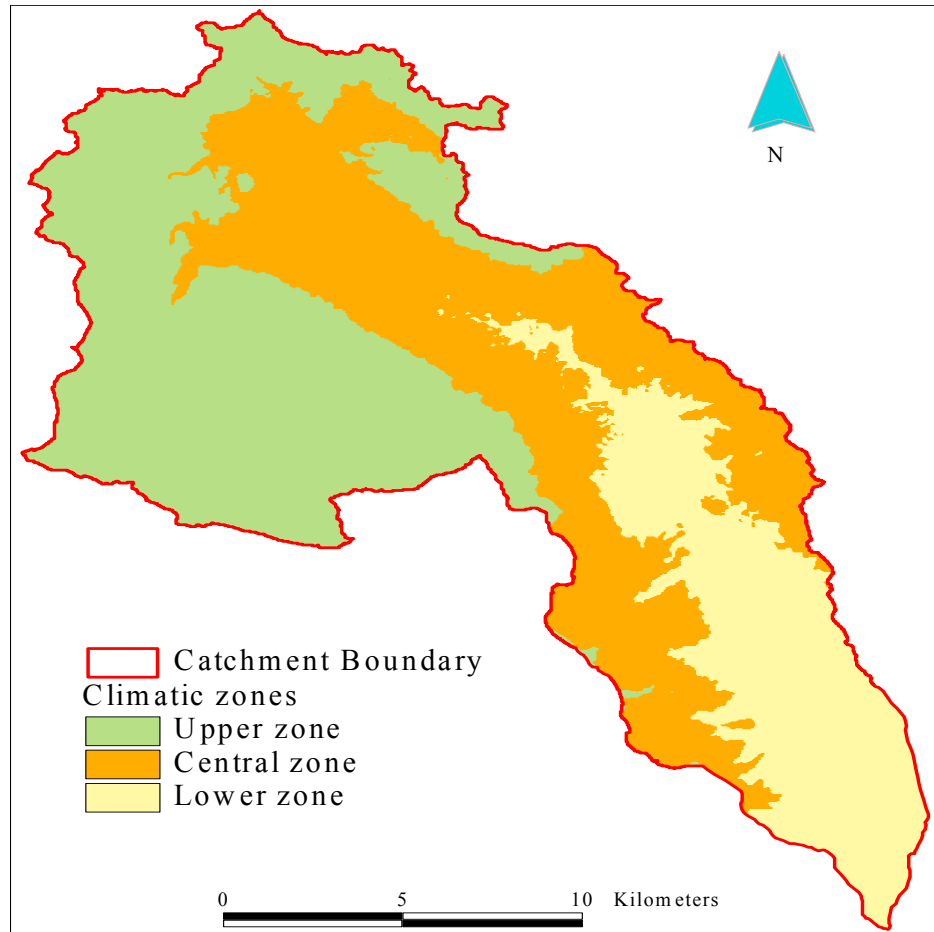 N
Catchment Boundary
Climatic zones
Upper zone
Central zone
Lower zone
0 5 10 Kilometers